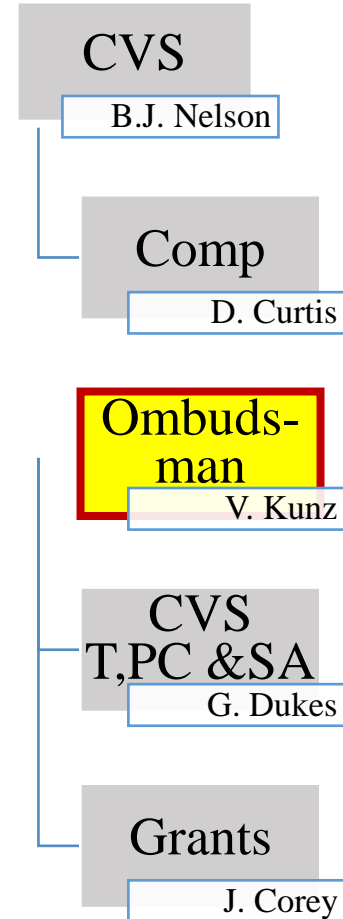 CVS
B.J. Nelson
Comp
D. Curtis
Ombuds-
man
V. Kunz
CVS
T,PC &SA
G. Dukes
Grants
J. Corey